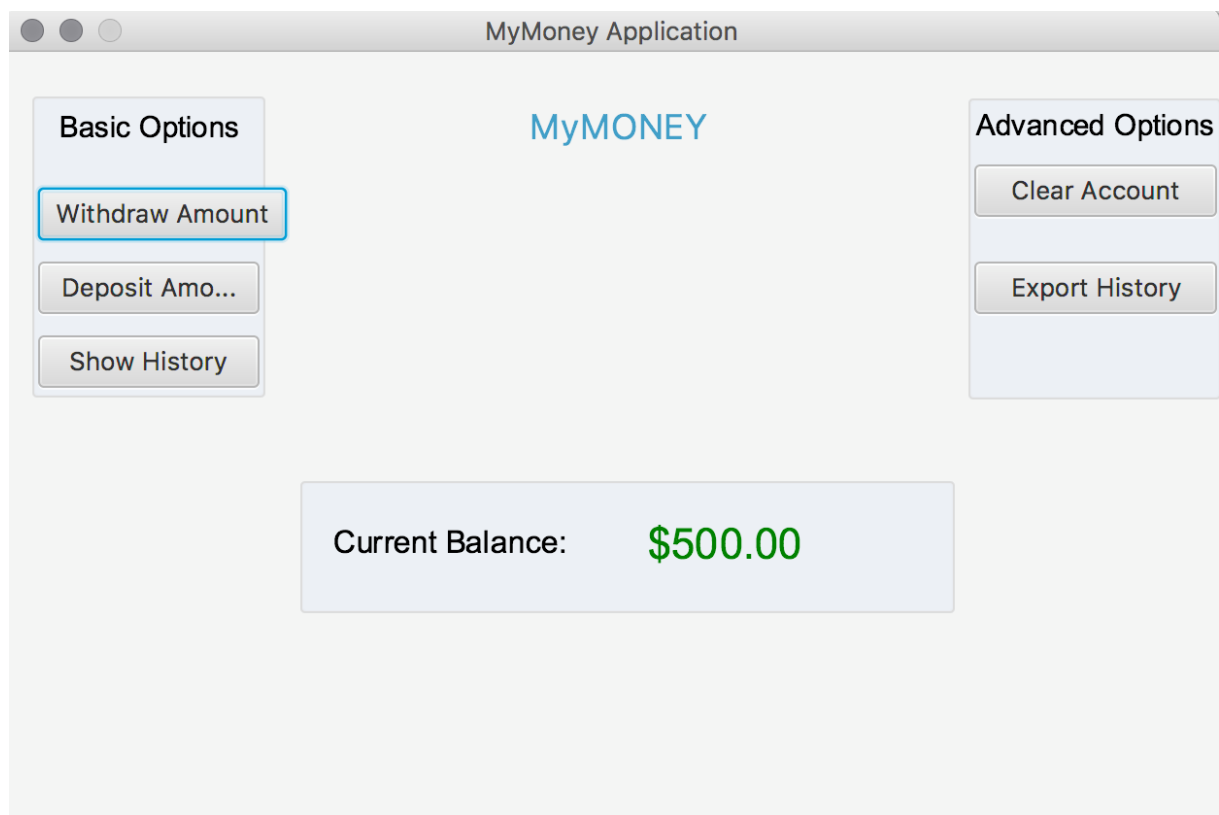 MyMoney Application
Basic Options
Withdraw Amount
Deposit Amo...
Show History
MyMONEY
Advanced Options
Clear Account
Export History
Current Balance: $500.00